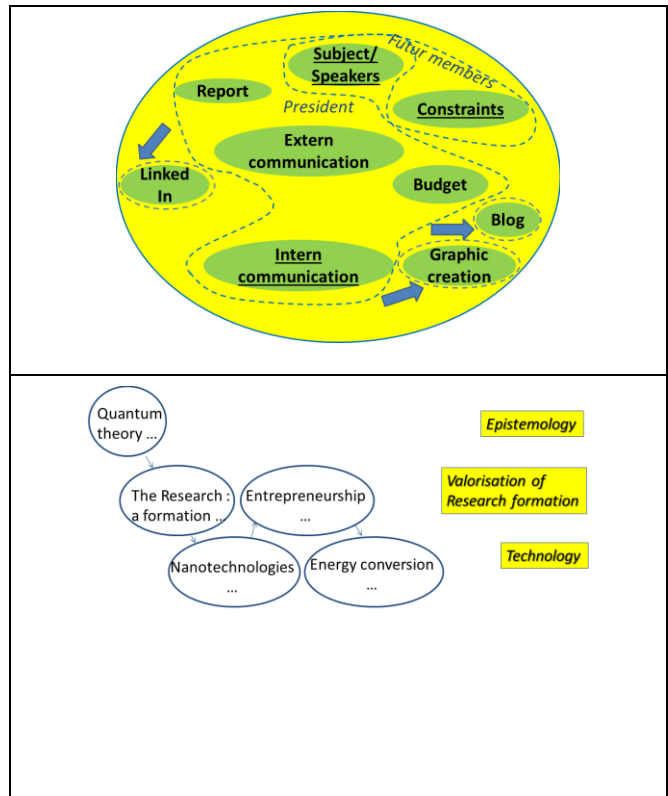 Subject/
Speakers
Futur members
Report
President
Constraints
Extern
communication
Linked
In
Budget
Blog
Intern
communication
Graphic
creation
Quantum
theory ...
Epistemology
The Research :
a formation ...
Entrepreneurship
...
Valorisation of
Research formation
Nanotechnologies
...
Energy conversion
...
Technology